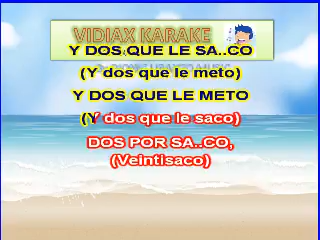 VIDIAX KARAKE
Y DOS QUE LE SA..CO
(Y dos que le meto)
Y DOS QUE LE METO
(Y dos que le saco)
DOS POR SA..CO,
(Veintisaco)